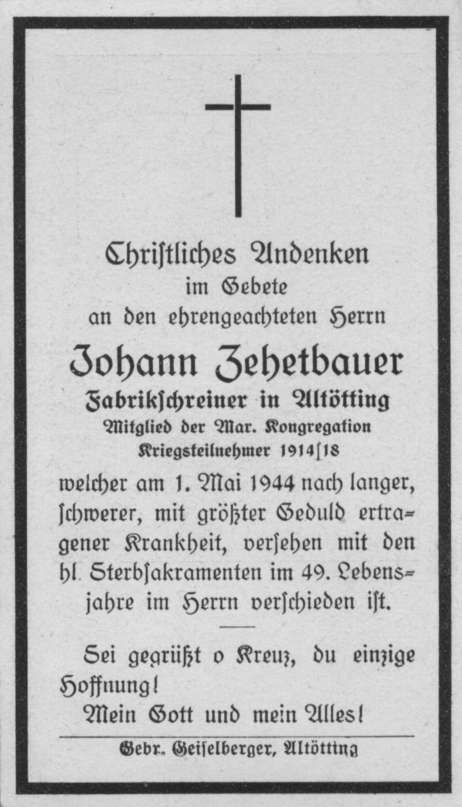 Christliches Andenken
im Gebete
an den ehrengeachteten Herrn
Johann Zehetbauer
Fabrikschreiner in Altötting
Mitglied der Mar. Kongregation
Kriegsteilnehmer 1914/18
welcher am 1. Mai 1944 nach langer,
schwerer, mit größter Geduld ertra-
gener Krankheit, versehen mit den
hl. Sterbsakramenten im 49. Lebens-
jahre im Herrn verschieden ist.
Sei gegrüßt o Kreuz, du einzige
Hoffnung!
Mein Gott und mein Alles!
Gebr. Geiselberger, Altötting